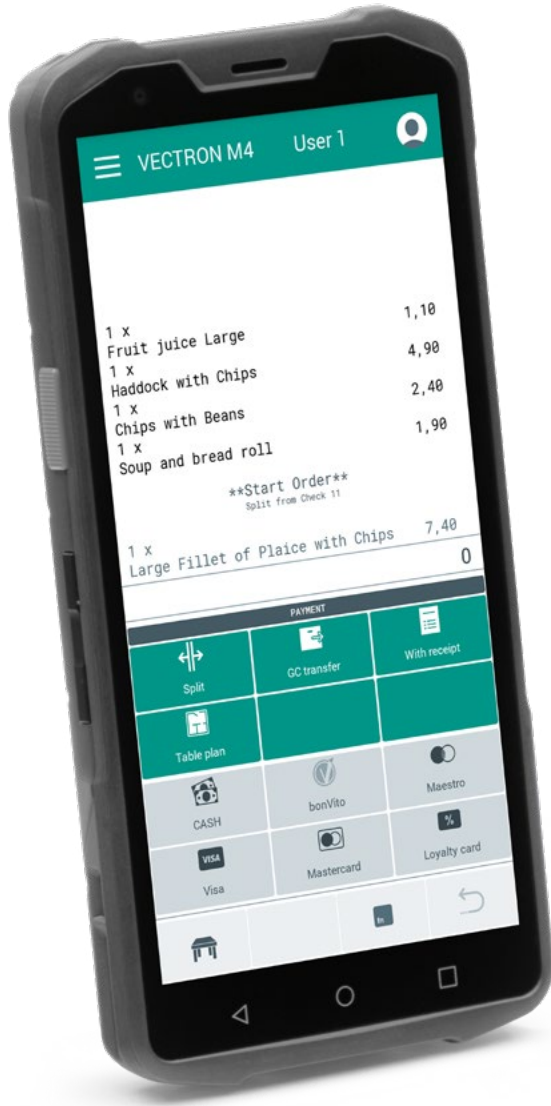 VECTRON M4 User 1
1 x
Fruit juice Large 1,10
1 x
Haddock with Chips 4,90
1 x
Chips with Beans 2,40
1 x
Soup and bread roll 1,90
**Start Order**
Split from Check 11
1 x
Large Fillet of Plaice with Chips 7,40
0
PAYMENT
Split GC transfer With receipt
Table plan
CASH bonVito Maestro
VISA %
Visa Mastercard Loyalty card